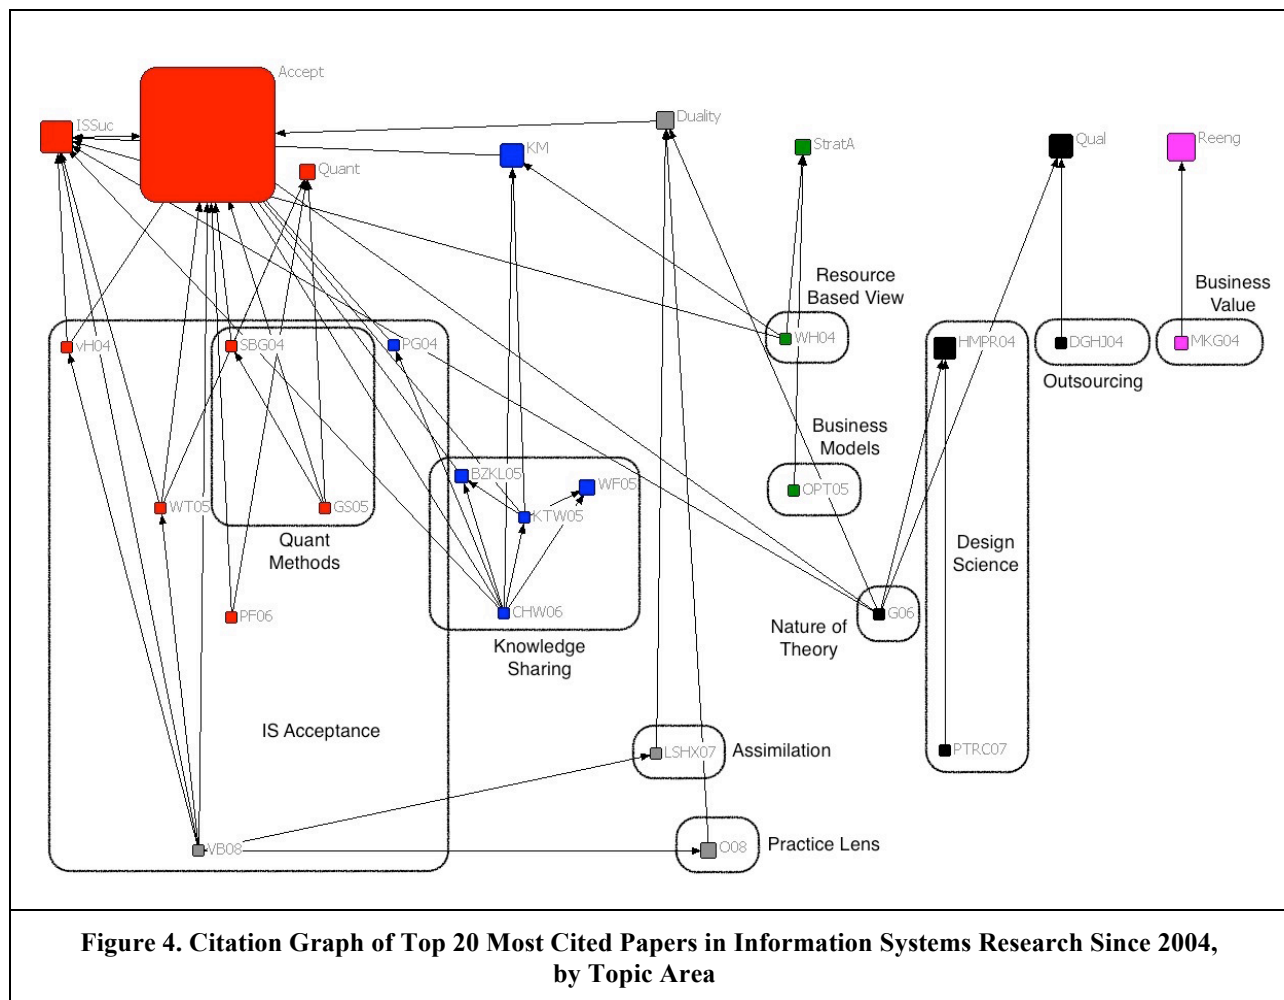 Accept
ISSuc
Duality
StratA
Qual
Reeng
KM
Quant
Resource
Based View
Business
Value
vH04
SBG04
PG04
WH04
HMPR04
DGHJ04
MKG04
Outsourcing
Business
Models
BZKL05
WF05
OPT05
WT05
GS05
KTW05
Quant
Methods
Design
Science
PF06
CHW06
G06
Nature of
Theory
Knowledge
Sharing
IS Acceptance
LSHX07
Assimilation
PTRC07
VB08
O08
Practice Lens
Figure 4. Citation Graph of Top 20 Most Cited Papers in Information Systems Research Since 2004,
by Topic Area